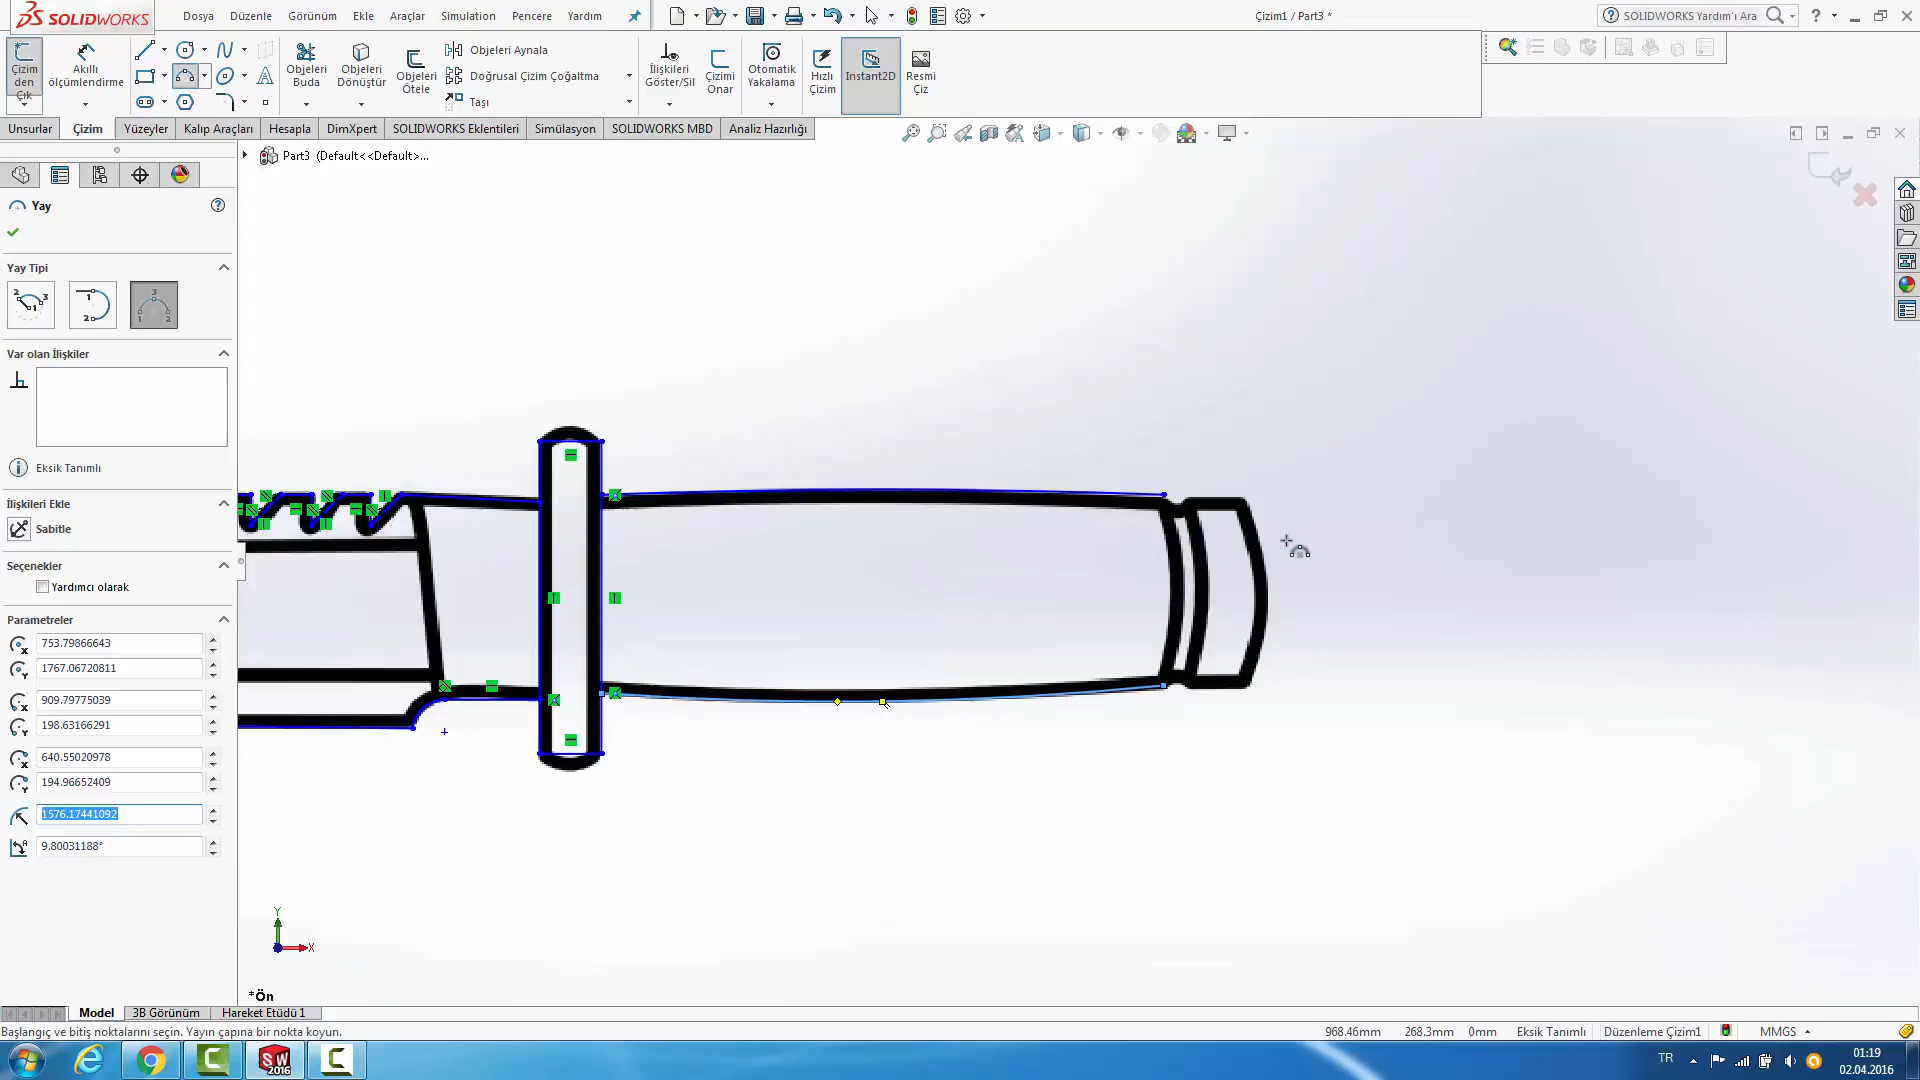 SOLIDWORKS
Dosya Düzenle Görünüm Ekle Araçlar Simulation Pencere Yardım
Çizim1 / Part3 *
SOLIDWORKS Yardım'ı Ara
Çizim den Çık
Akıllı ölçümlendirme
Objeleri Buda
Objeleri Dönüştür
Objeleri Ötele
Objeleri Aynala
Doğrusal Çizim Çoğaltma
Taşı
İlişkileri Göster/Sil
Çizimi Onar
Otomatik Yakalama
Hızlı Çizim
Instant2D
Resmi Çiz
Unsurlar Çizim Yüzeyler Kalıp Araçları Hesapla DimXpert SOLIDWORKS Eklentileri Simülasyon SOLIDWORKS MBD Analiz Hazırlığı
Part3 (Default<<Default>...
Yay
Yay Tipi
Var olan İlişkiler
Eksik Tanımlı
İlişkileri Ekle
Sabitle
Seçenekler
Yardımcı olarak
Parametreler
753.79866643
1767.06720811
909.79775039
198.63166291
640.55020978
194.96652409
1576.17441092
9.80031188°
Y
X
*Ön
Model 3B Görünüm Hareket Etüdü 1
Başlangıç ve bitiş noktalarını seçin. Yayın çapına bir nokta koyun.
968.46mm 268.3mm 0mm Eksik Tanımlı Düzenleme Çizim1 MMGS
SW 2016
TR
01:19
02.04.2016